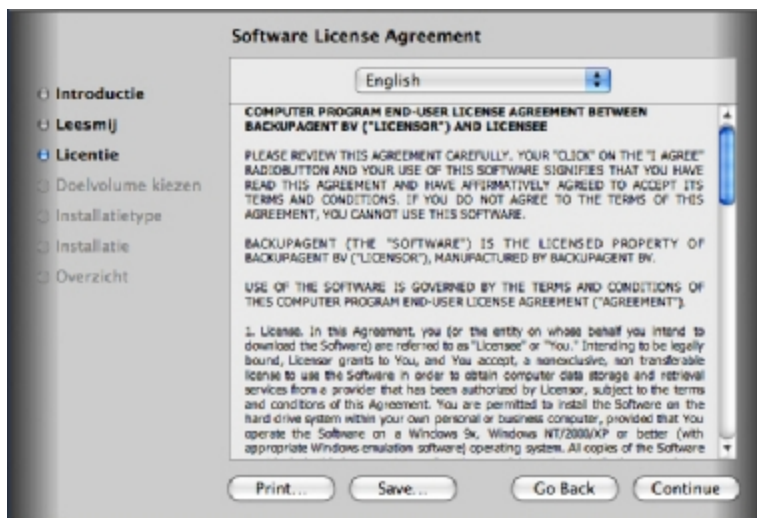 Software License Agreement
English
Introductie
Leesmij
Licentie
Doelvolume kiezen
Installatietype
Installatie
Overzicht
COMPUTER PROGRAM END-USER LICENSE AGREEMENT BETWEEN
BACKUPAGENT BV ("LICENSOR") AND LICENSEE
PLEASE REVIEW THIS AGREEMENT CAREFULLY. YOUR "CLICK" ON THE "I AGREE"
RADIOBUTTON AND YOUR USE OF THIS SOFTWARE SIGNIFIES THAT YOU HAVE
READ THIS AGREEMENT AND HAVE AFFIRMATIVELY AGREED TO ACCEPT ITS
TERMS AND CONDITIONS. IF YOU DO NOT AGREE TO THE TERMS OF THIS
AGREEMENT, YOU CANNOT USE THIS SOFTWARE.
BACKUPAGENT (THE "SOFTWARE") IS THE LICENSED PROPERTY OF
BACKUPAGENT BV ("LICENSOR"), MANUFACTURED BY BACKUPAGENT BV.
USE OF THE SOFTWARE IS GOVERNED BY THE TERMS AND CONDITIONS OF
THIS COMPUTER PROGRAM END-USER LICENSE AGREEMENT ("AGREEMENT").
1. License. In this Agreement, you (or the entity on whose behalf you intend to
download the Software) are referred to as "Licensee" or "You." Intending to be legally
bound, Licensor grants to You, and You accept, a nonexclusive, non transferable
license to use the Software in order to obtain computer data storage and retrieval
services from a provider that has been authorized by Licensor, subject to the terms
and conditions of this Agreement. You are permitted to install the Software on the
hard drive system within your own personal or business computer, provided that You
operate the Software on a Windows 9x, Windows NT/2000/XP or better (with
appropriate Windows emulation software) operating system. All copies of the Software
Print...
Save...
Go Back
Continue